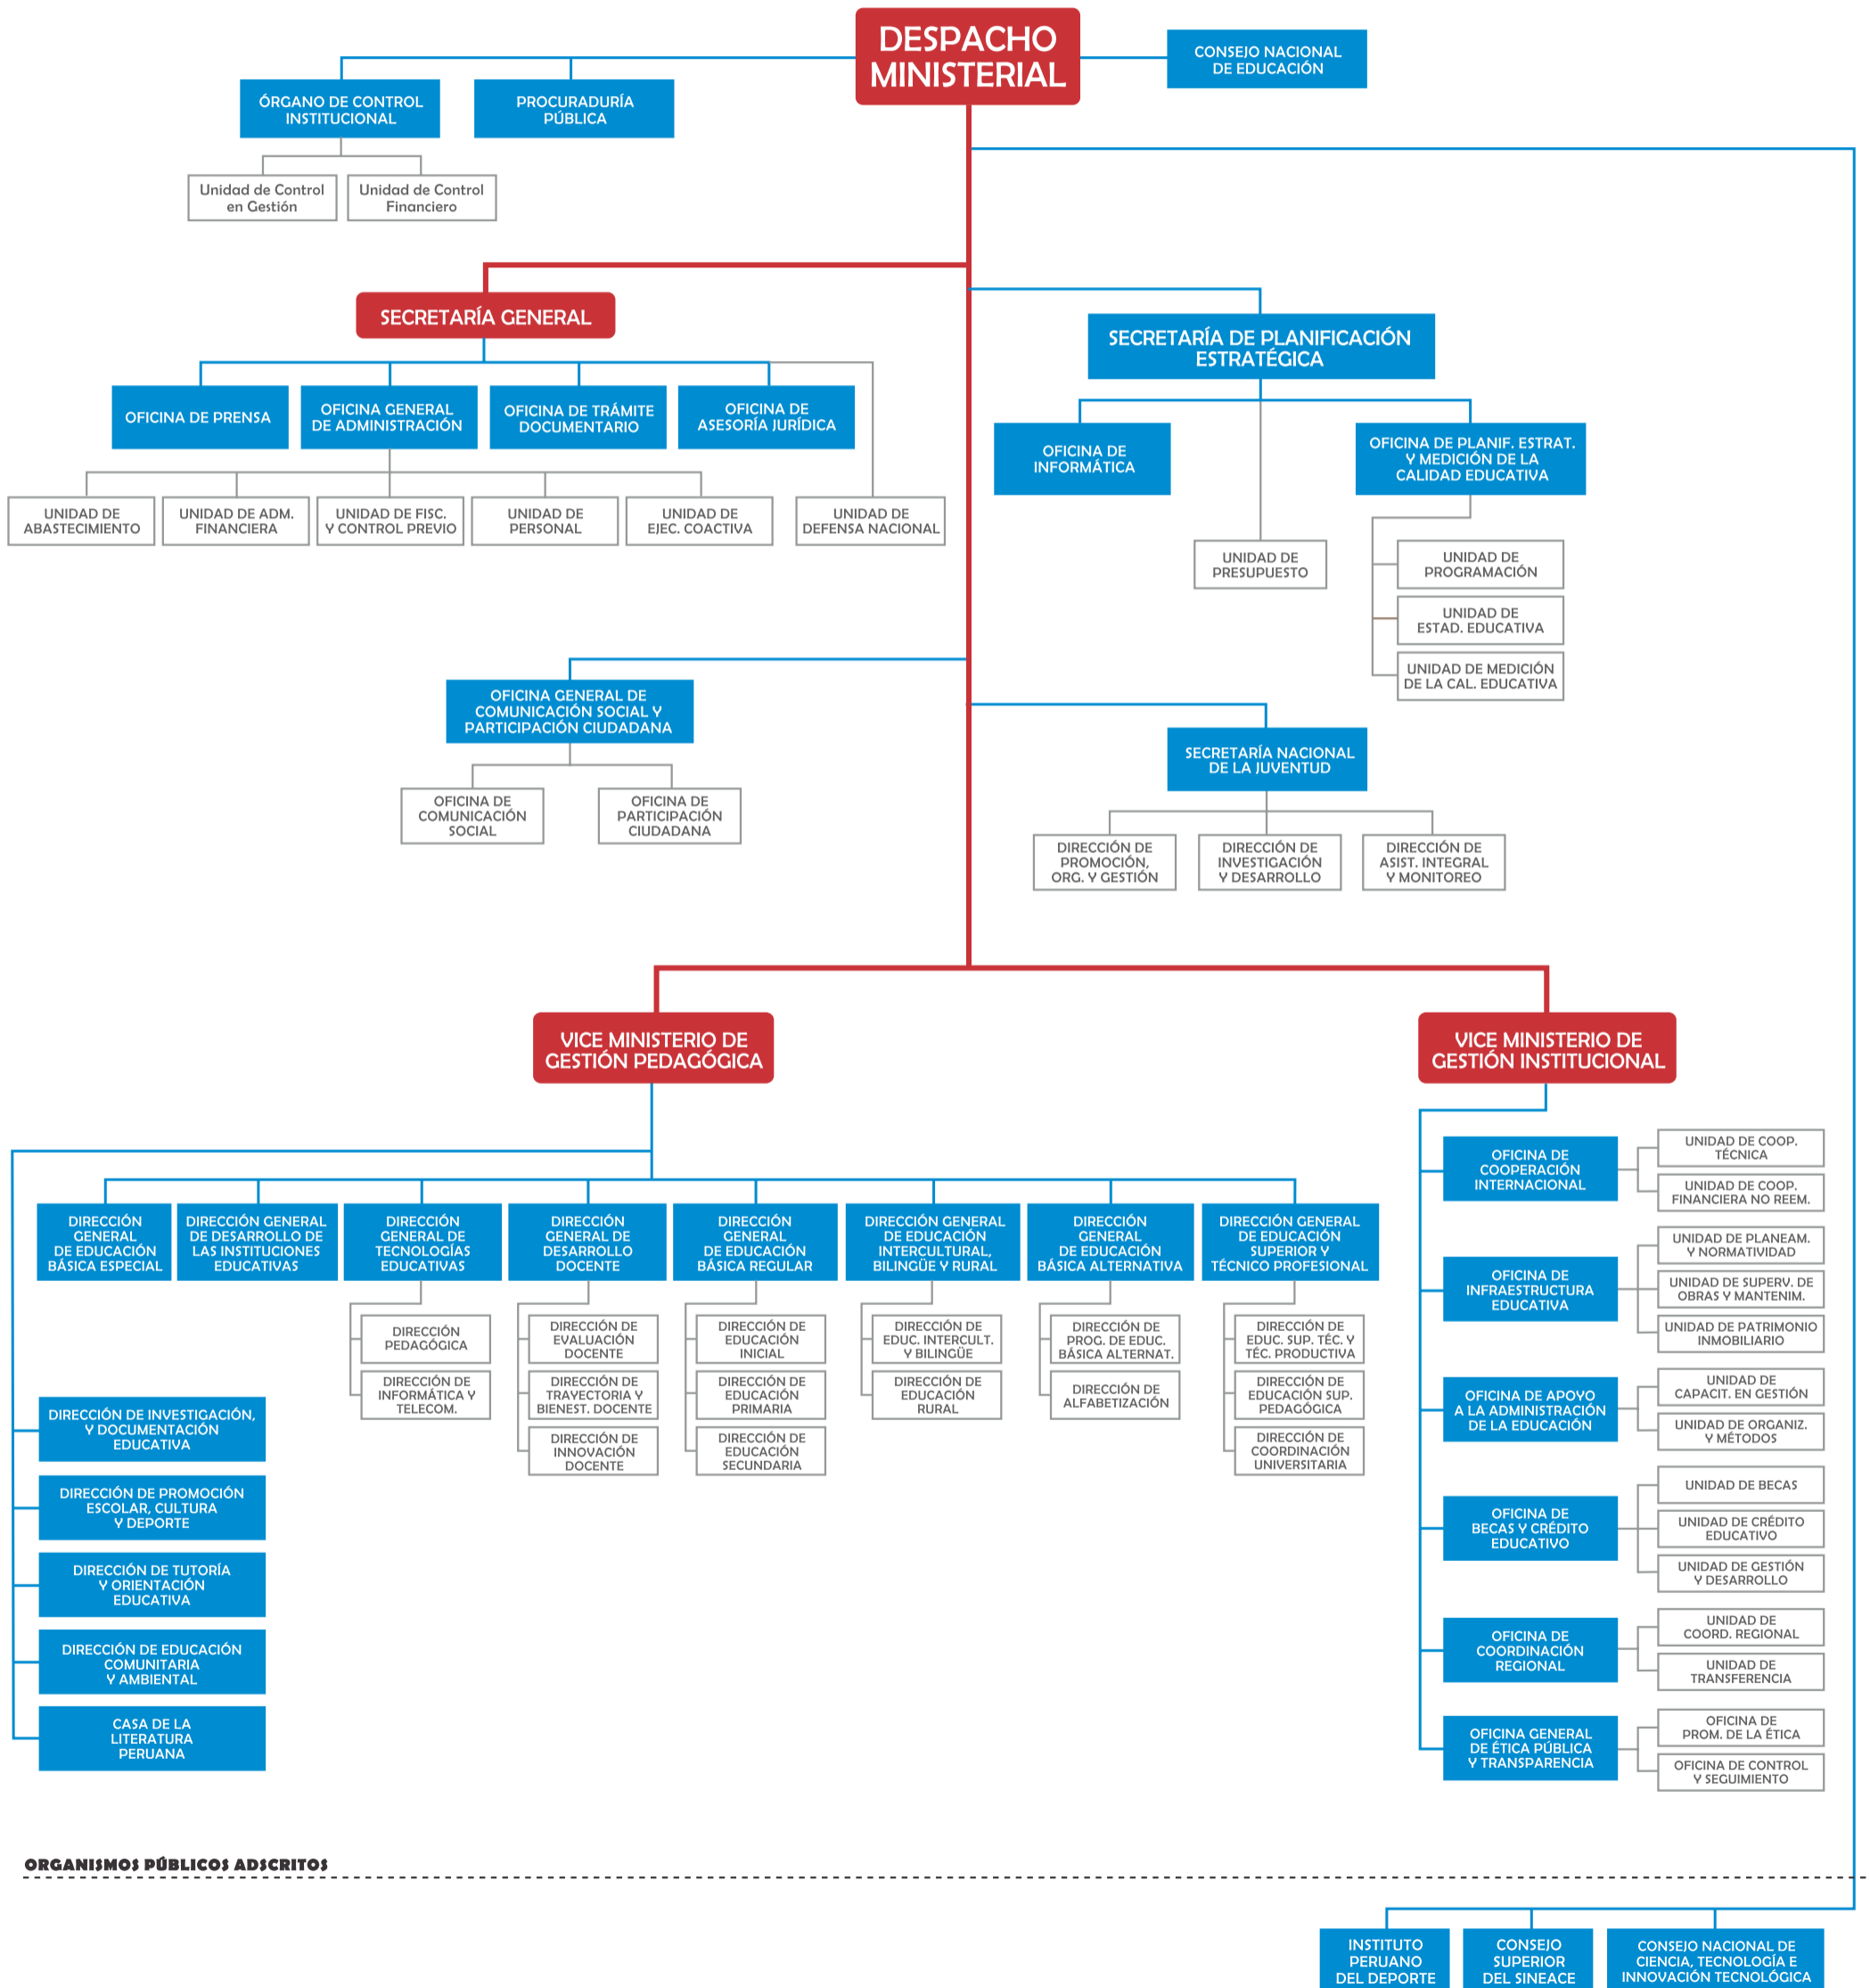 DESPACHO
MINISTERIAL
CONSEJO NACIONAL
DE EDUCACIÓN
ÓRGANO DE CONTROL
INSTITUCIONAL
PROCURADURÍA
PÚBLICA
Unidad de Control
en Gestión
Unidad de Control
Financiero
SECRETARÍA GENERAL
SECRETARÍA DE PLANIFICACIÓN
ESTRATÉGICA
OFICINA DE PRENSA
OFICINA GENERAL
DE ADMINISTRACIÓN
OFICINA DE TRÁMITE
DOCUMENTARIO
OFICINA DE
ASESORÍA JURÍDICA
OFICINA DE
INFORMÁTICA
OFICINA DE PLANIF. ESTRAT.
Y MEDICIÓN DE LA
CALIDAD EDUCATIVA
UNIDAD DE
ABASTECIMIENTO
UNIDAD DE ADM.
FINANCIERA
UNIDAD DE FISC.
Y CONTROL PREVIO
UNIDAD DE
PERSONAL
UNIDAD DE
EJEC. COACTIVA
UNIDAD DE
DEFENSA NACIONAL
UNIDAD DE
PRESUPUESTO
UNIDAD DE
PROGRAMACIÓN
UNIDAD DE
ESTAD. EDUCATIVA
UNIDAD DE MEDICIÓN
DE LA CAL. EDUCATIVA
OFICINA GENERAL DE
COMUNICACIÓN SOCIAL Y
PARTICIPACIÓN CIUDADANA
SECRETARÍA NACIONAL
DE LA JUVENTUD
OFICINA DE
COMUNICACIÓN
SOCIAL
OFICINA DE
PARTICIPACIÓN
CIUDADANA
DIRECCIÓN DE
PROMOCIÓN,
ORG. Y GESTIÓN
DIRECCIÓN DE
INVESTIGACIÓN
Y DESARROLLO
DIRECCIÓN DE
ASIST. INTEGRAL
Y MONITOREO
VICE MINISTERIO DE
GESTIÓN PEDAGÓGICA
VICE MINISTERIO DE
GESTIÓN INSTITUCIONAL
DIRECCIÓN
GENERAL
DE EDUCACIÓN
BÁSICA ESPECIAL
DIRECCIÓN GENERAL
DE DESARROLLO DE
LAS INSTITUCIONES
EDUCATIVAS
DIRECCIÓN
GENERAL DE
TECNOLOGÍAS
EDUCATIVAS
DIRECCIÓN
GENERAL DE
DESARROLLO
DOCENTE
DIRECCIÓN
GENERAL
DE EDUCACIÓN
BÁSICA REGULAR
DIRECCIÓN GENERAL
DE EDUCACIÓN
INTERCULTURAL,
BILINGÜE Y RURAL
DIRECCIÓN
GENERAL
DE EDUCACIÓN
BÁSICA ALTERNATIVA
DIRECCIÓN GENERAL
DE EDUCACIÓN
SUPERIOR Y
TÉCNICO PROFESIONAL
DIRECCIÓN
PEDAGÓGICA
DIRECCIÓN DE
INFORMÁTICA Y
TELECOM.
DIRECCIÓN DE
EVALUACIÓN
DOCENTE
DIRECCIÓN DE
TRAYECTORIA Y
BIENEST. DOCENTE
DIRECCIÓN DE
INNOVACIÓN
DOCENTE
DIRECCIÓN DE
EDUCACIÓN
INICIAL
DIRECCIÓN DE
EDUCACIÓN
PRIMARIA
DIRECCIÓN DE
EDUCACIÓN
SECUNDARIA
DIRECCIÓN DE
EDUC. INTERCULT.
Y BILINGÜE
DIRECCIÓN DE
EDUCACIÓN
RURAL
DIRECCIÓN DE
PROG. DE EDUC.
BÁSICA ALTERNAT.
DIRECCIÓN DE
ALFABETIZACIÓN
DIRECCIÓN DE
EDUC. SUP. TÉC. Y
TÉC. PRODUCTIVA
DIRECCIÓN DE
EDUCACIÓN SUP.
PEDAGÓGICA
DIRECCIÓN DE
COORDINACIÓN
UNIVERSITARIA
DIRECCIÓN DE INVESTIGACIÓN,
Y DOCUMENTACIÓN
EDUCATIVA
DIRECCIÓN DE PROMOCIÓN
ESCOLAR, CULTURA
Y DEPORTE
DIRECCIÓN DE TUTORÍA
Y ORIENTACIÓN
EDUCATIVA
DIRECCIÓN DE EDUCACIÓN
COMUNITARIA
Y AMBIENTAL
CASA DE LA
LITERATURA
PERUANA
OFICINA DE
COOPERACIÓN
INTERNACIONAL
UNIDAD DE COOP.
TÉCNICA
UNIDAD DE COOP.
FINANCIERA NO REEM.
OFICINA DE
INFRAESTRUCTURA
EDUCATIVA
UNIDAD DE PLANEAM.
Y NORMATIVIDAD
UNIDAD DE SUPERV. DE
OBRAS Y MANTENIM.
UNIDAD DE PATRIMONIO
INMOBILIARIO
OFICINA DE APOYO
A LA ADMINISTRACIÓN
DE LA EDUCACIÓN
UNIDAD DE
CAPACIT. EN GESTIÓN
UNIDAD DE ORGANIZ.
Y MÉTODOS
OFICINA DE
BECAS Y CRÉDITO
EDUCATIVO
UNIDAD DE BECAS
UNIDAD DE CRÉDITO
EDUCATIVO
UNIDAD DE GESTIÓN
Y DESARROLLO
OFICINA DE
COORDINACIÓN
REGIONAL
UNIDAD DE
COORD. REGIONAL
UNIDAD DE
TRANSFERENCIA
OFICINA GENERAL
DE ÉTICA PÚBLICA
Y TRANSPARENCIA
OFICINA DE
PROM. DE LA ÉTICA
OFICINA DE CONTROL
Y SEGUIMIENTO
ORGANISMOS PÚBLICOS ADSCRITOS
INSTITUTO
PERUANO
DEL DEPORTE
CONSEJO
SUPERIOR
DEL SINEACE
CONSEJO NACIONAL DE
CIENCIA, TECNOLOGÍA E
INNOVACIÓN TECNOLÓGICA